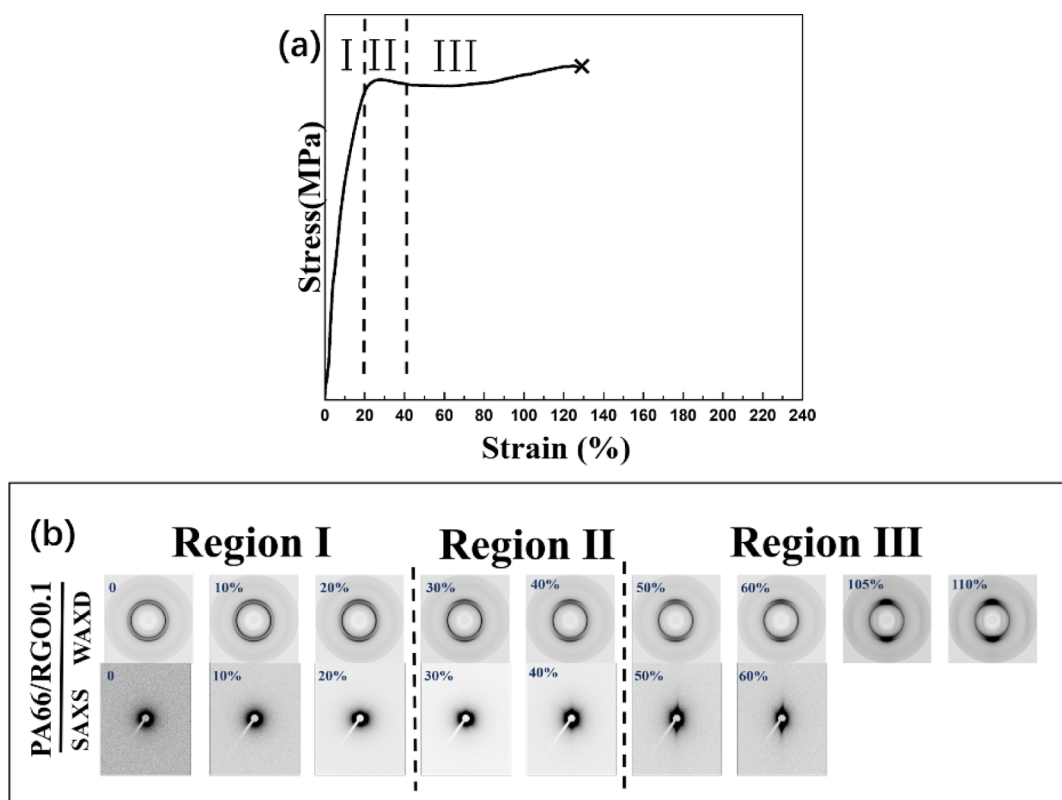 (a)
I II III
Stress(MPa)
0 20 40 60 80 100 120 140 160 180 200 220 240
Strain (%)
(b)
Region I Region II Region III
PA66/RGO0.1
WAXD
0 10% 20% 30% 40% 50% 60% 105% 110%
SAXS
0 10% 20% 30% 40% 50% 60%